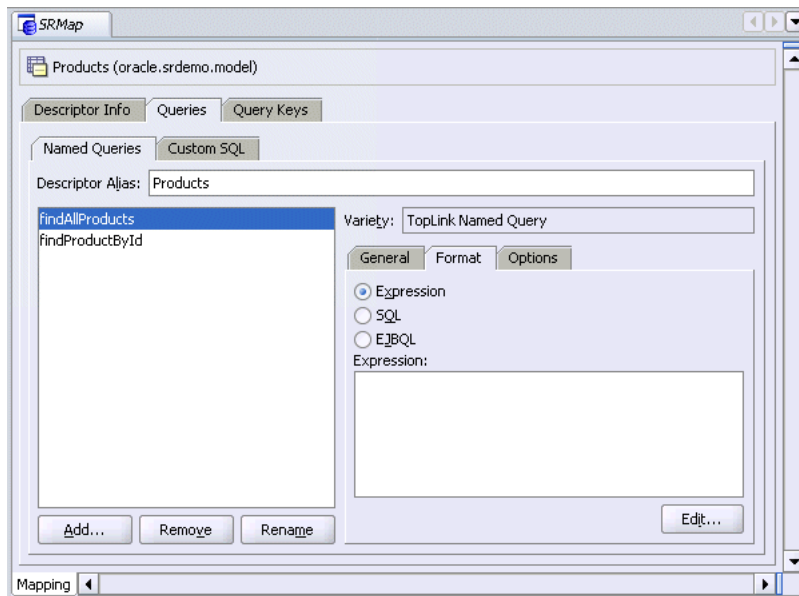 SRMap
Products (oracle.srdemo.model)
Descriptor Info Queries Query Keys
Named Queries Custom SQL
Descriptor Alias: Products
findAllProducts
findProductById
Variety: TopLink Named Query
General Format Options
Expression
SQL
EJBQL
Expression:
Edit...
Add... Remove Rename
Mapping